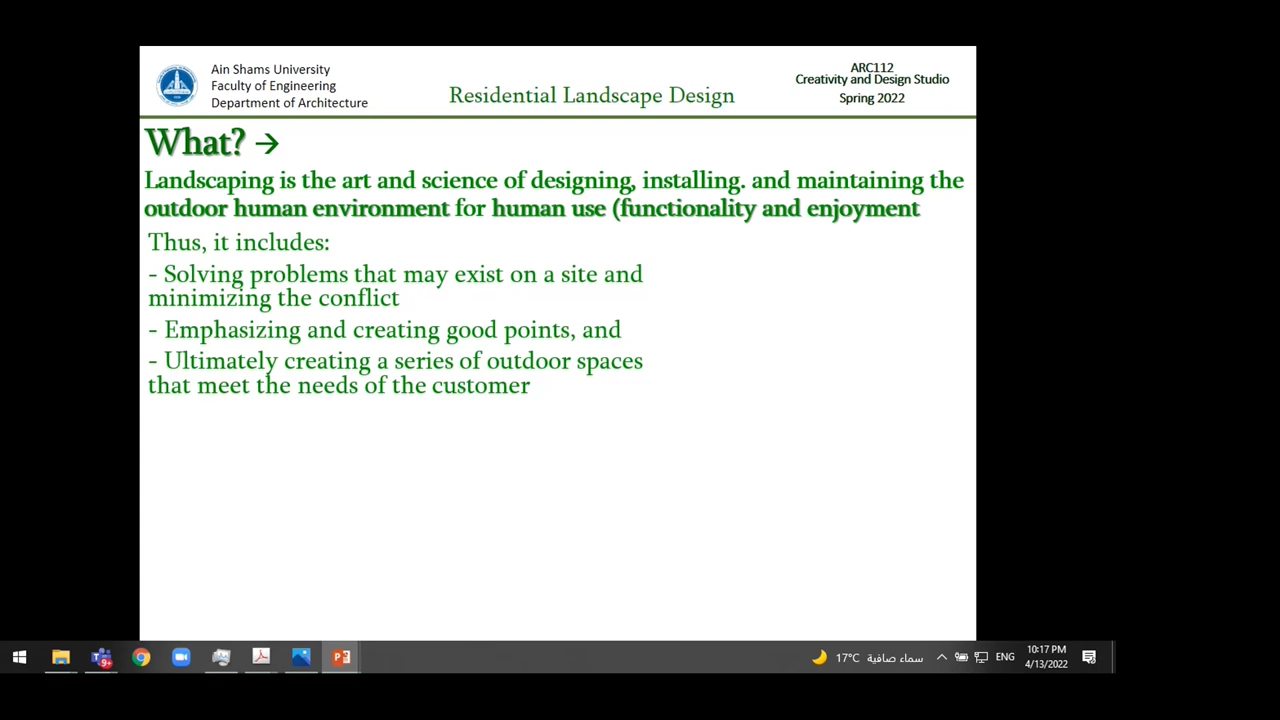 Ain Shams University
Faculty of Engineering
Department of Architecture
Residential Landscape Design
ARC112
Creativity and Design Studio
Spring 2022
What? →
Landscaping is the art and science of designing, installing. and maintaining the
outdoor human environment for human use (functionality and enjoyment
Thus, it includes:
- Solving problems that may exist on a site and
minimizing the conflict
- Emphasizing and creating good points, and
- Ultimately creating a series of outdoor spaces
that meet the needs of the customer
9+
17°C سماء صافية
ENG
10:17 PM
4/13/2022